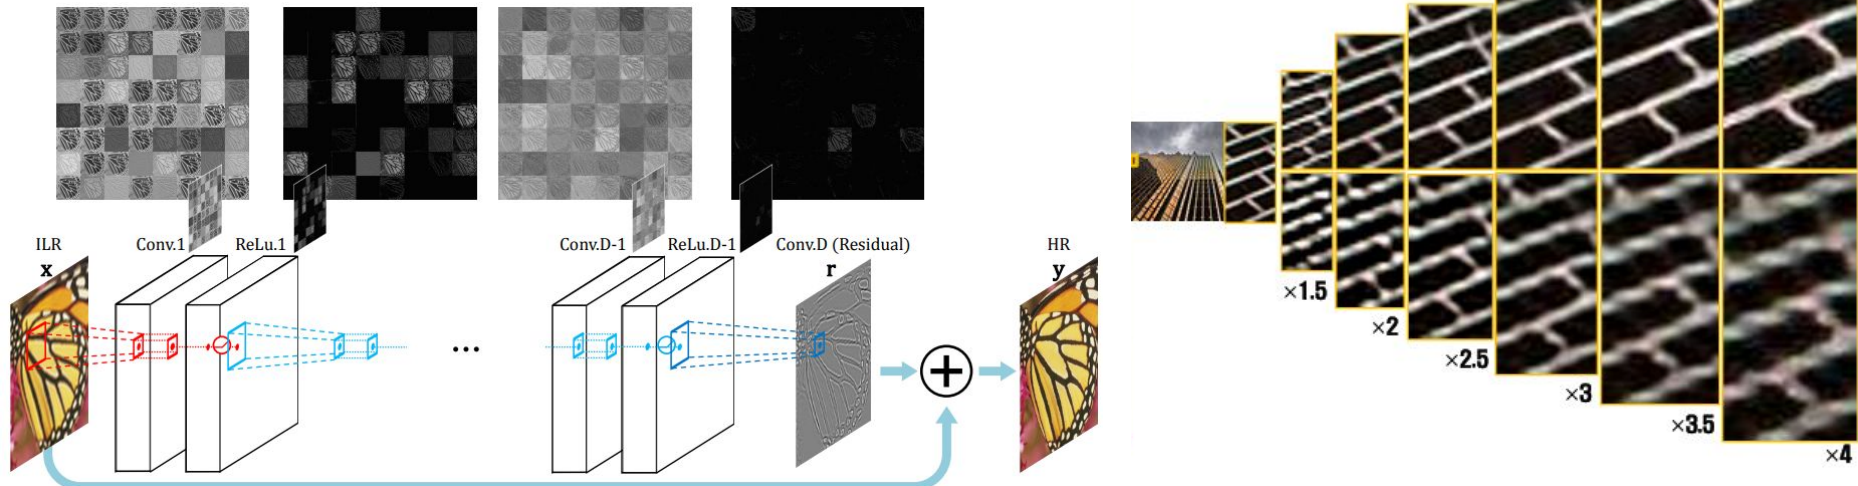 ILR
x
Conv.1
ReLu.1
Conv.D-1
ReLu.D-1
Conv.D (Residual)
r
HR
y
...
×1.5
×2
×2.5
×3
×3.5
×4